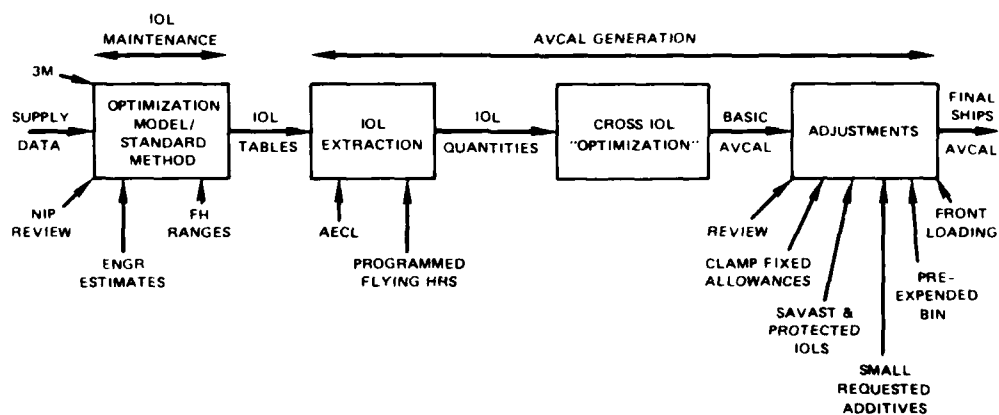 IOL
MAINTENANCE
AVCAL GENERATION
3M
SUPPLY
DATA
OPTIMIZATION
MODEL/
STANDARD
METHOD
IOL
TABLES
IOL
EXTRACTION
IOL
QUANTITIES
CROSS IOL
"OPTIMIZATION"
BASIC
AVCAL
ADJUSTMENTS
FINAL
SHIPS
AVCAL
NIP
REVIEW
ENGR
ESTIMATES
FH
RANGES
AECL
PROGRAMMED
FLYING HRS
REVIEW
CLAMP FIXED
ALLOWANCES
SAVAST &
PROTECTED
IOLS
SMALL
REQUESTED
ADDITIVES
PRE-
EXPENDED
BIN
FRONT
LOADING